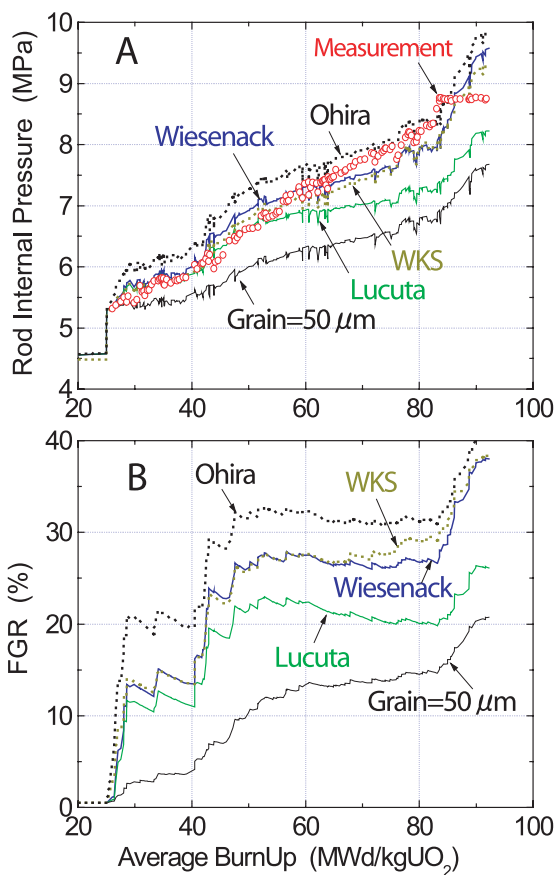 10
9
8
7
6
5
4
Rod Internal Pressure (MPa)
A
Measurement
Ohira
Wiesenack
WKS
Lucuta
Grain=50 μm
20 40 60 80 100
40
30
20
10
0
FGR (%)
B
Ohira
WKS
Wiesenack
Lucuta
Grain=50 μm
20 40 60 80 100
Average BurnUp (MWd/kgUO₂)